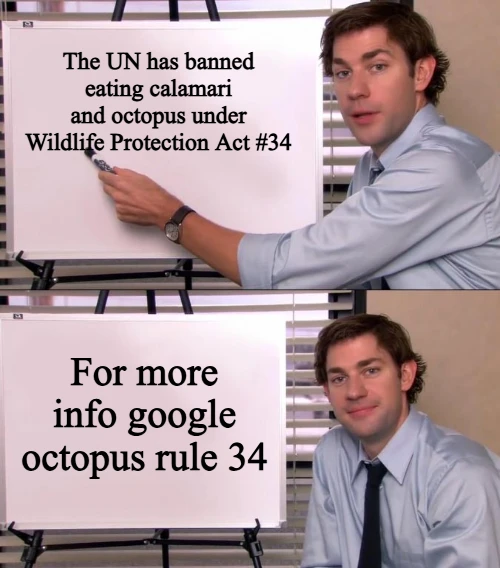 The UN has banned
eating calamari
and octopus under
Wildlife Protection Act #34
For more
info google
octopus rule 34